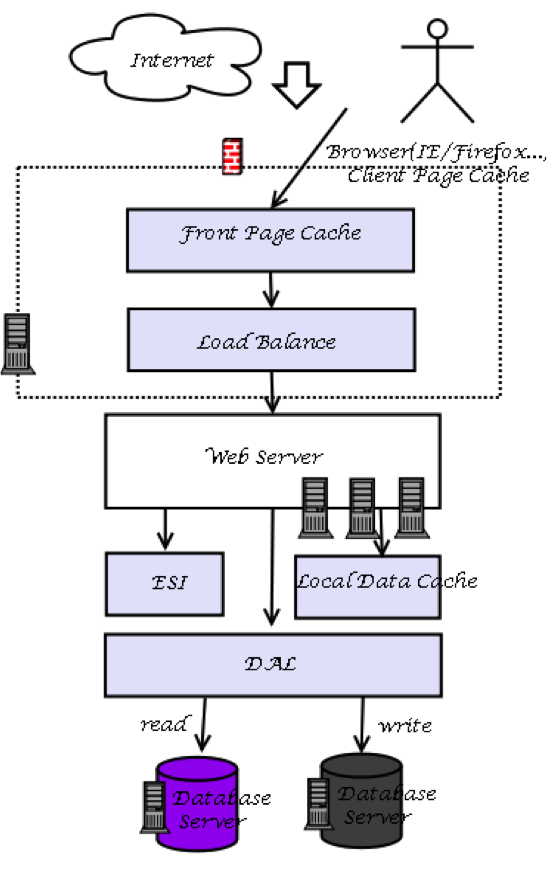 Internet
Browser(IE/Firefox...,
Client Page Cache
Front Page Cache
Load Balance
Web Server
ESI
Local Data Cache
DAL
read
write
Database
Server
Database
Server